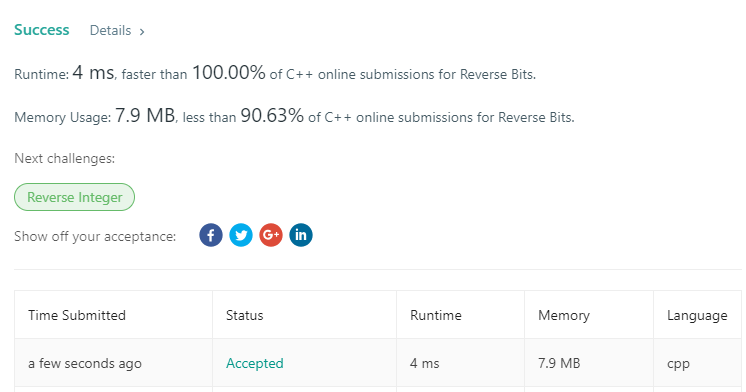 Success Details >
Runtime: 4 ms, faster than 100.00% of C++ online submissions for Reverse Bits.
Memory Usage: 7.9 MB, less than 90.63% of C++ online submissions for Reverse Bits.
Next challenges:
Reverse Integer
Show off your acceptance: f G+ in
Time Submitted Status Runtime Memory Language
a few seconds ago Accepted 4 ms 7.9 MB cpp